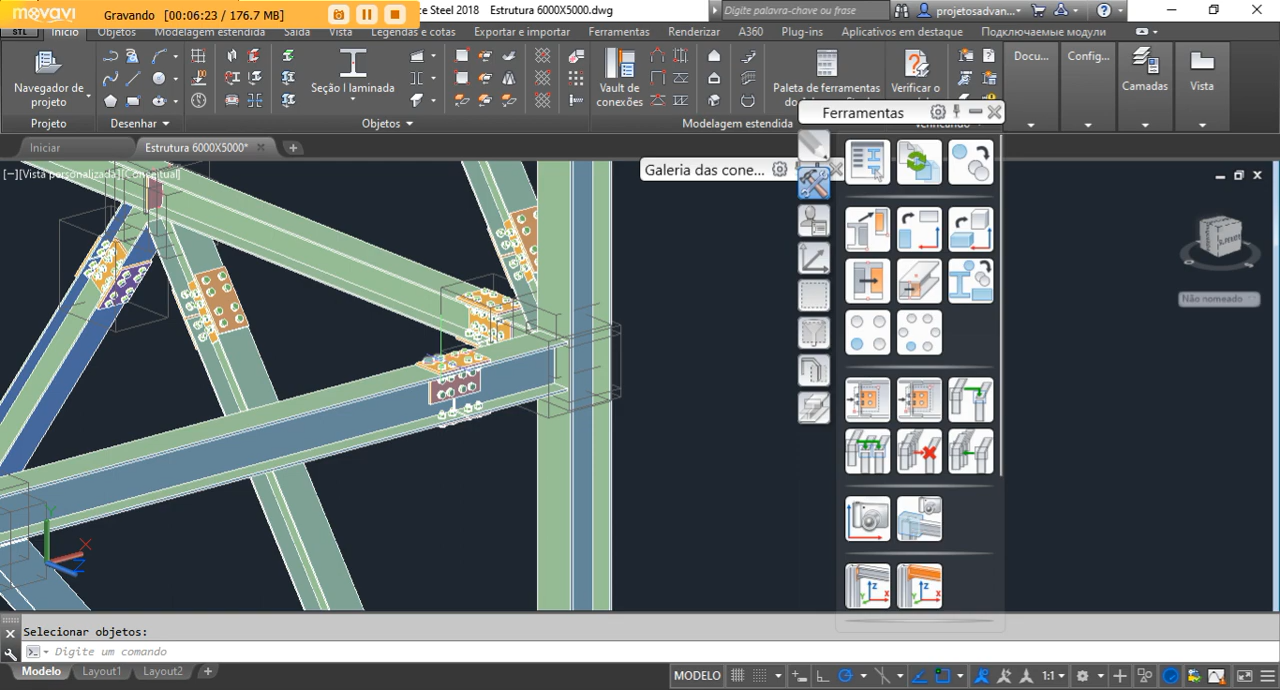 movavi
Gravando [00:06:23 / 176.7 MB]
ce Steel 2018 Estrutura 6000X5000.dwg
Digite palavra-chave ou frase
projetosadvan...
STL
Início Objetos Modelagem estendida Saída Vista Legendas e cotas Exportar e importar Ferramentas Renderizar A360 Plug-ins Aplicativos em destaque Подключаемые модули
Navegador de
projeto
Seção I laminada
Vault de
conexões
Paleta de ferramentas
Verificar o
Docu...
Config...
Camadas
Vista
Projeto
Desenhar
Objetos
Modelagem estendida
Ferramentas
Iniciar
Estrutura 6000X5000*
[−][Vista personalizada][Conceitual]
Galeria das cone...
Não nomeado
Y
X
Z
Selecionar objetos:
Digite um comando
Modelo Layout1 Layout2
MODELO
1:1